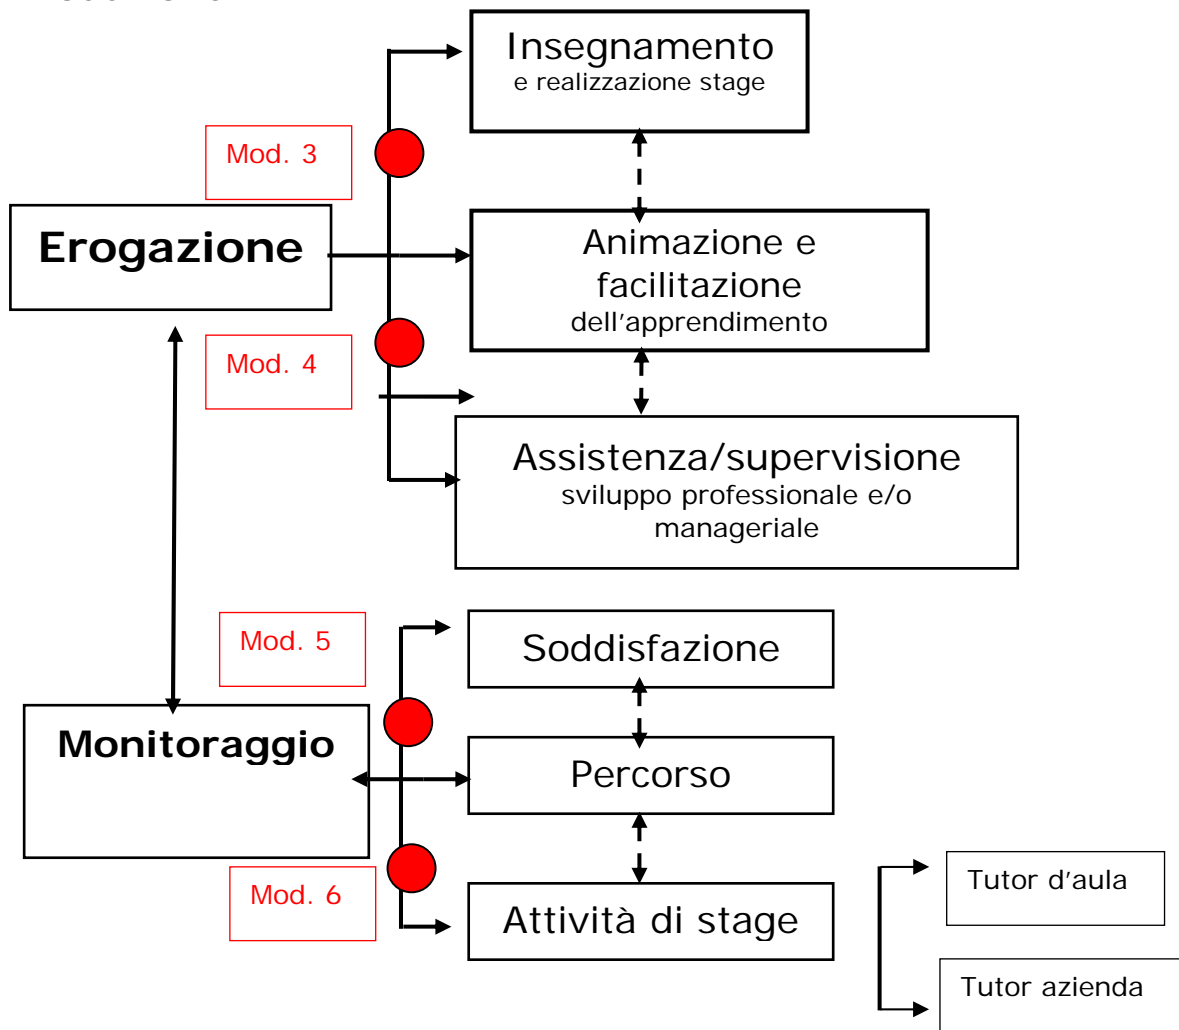 Insegnamento
e realizzazione stage
Mod. 3
Erogazione
Animazione e
facilitazione
dell'apprendimento
Mod. 4
Assistenza/supervisione
sviluppo professionale e/o
manageriale
Mod. 5
Soddisfazione
Monitoraggio
Percorso
Mod. 6
Attività di stage
Tutor d'aula
Tutor azienda